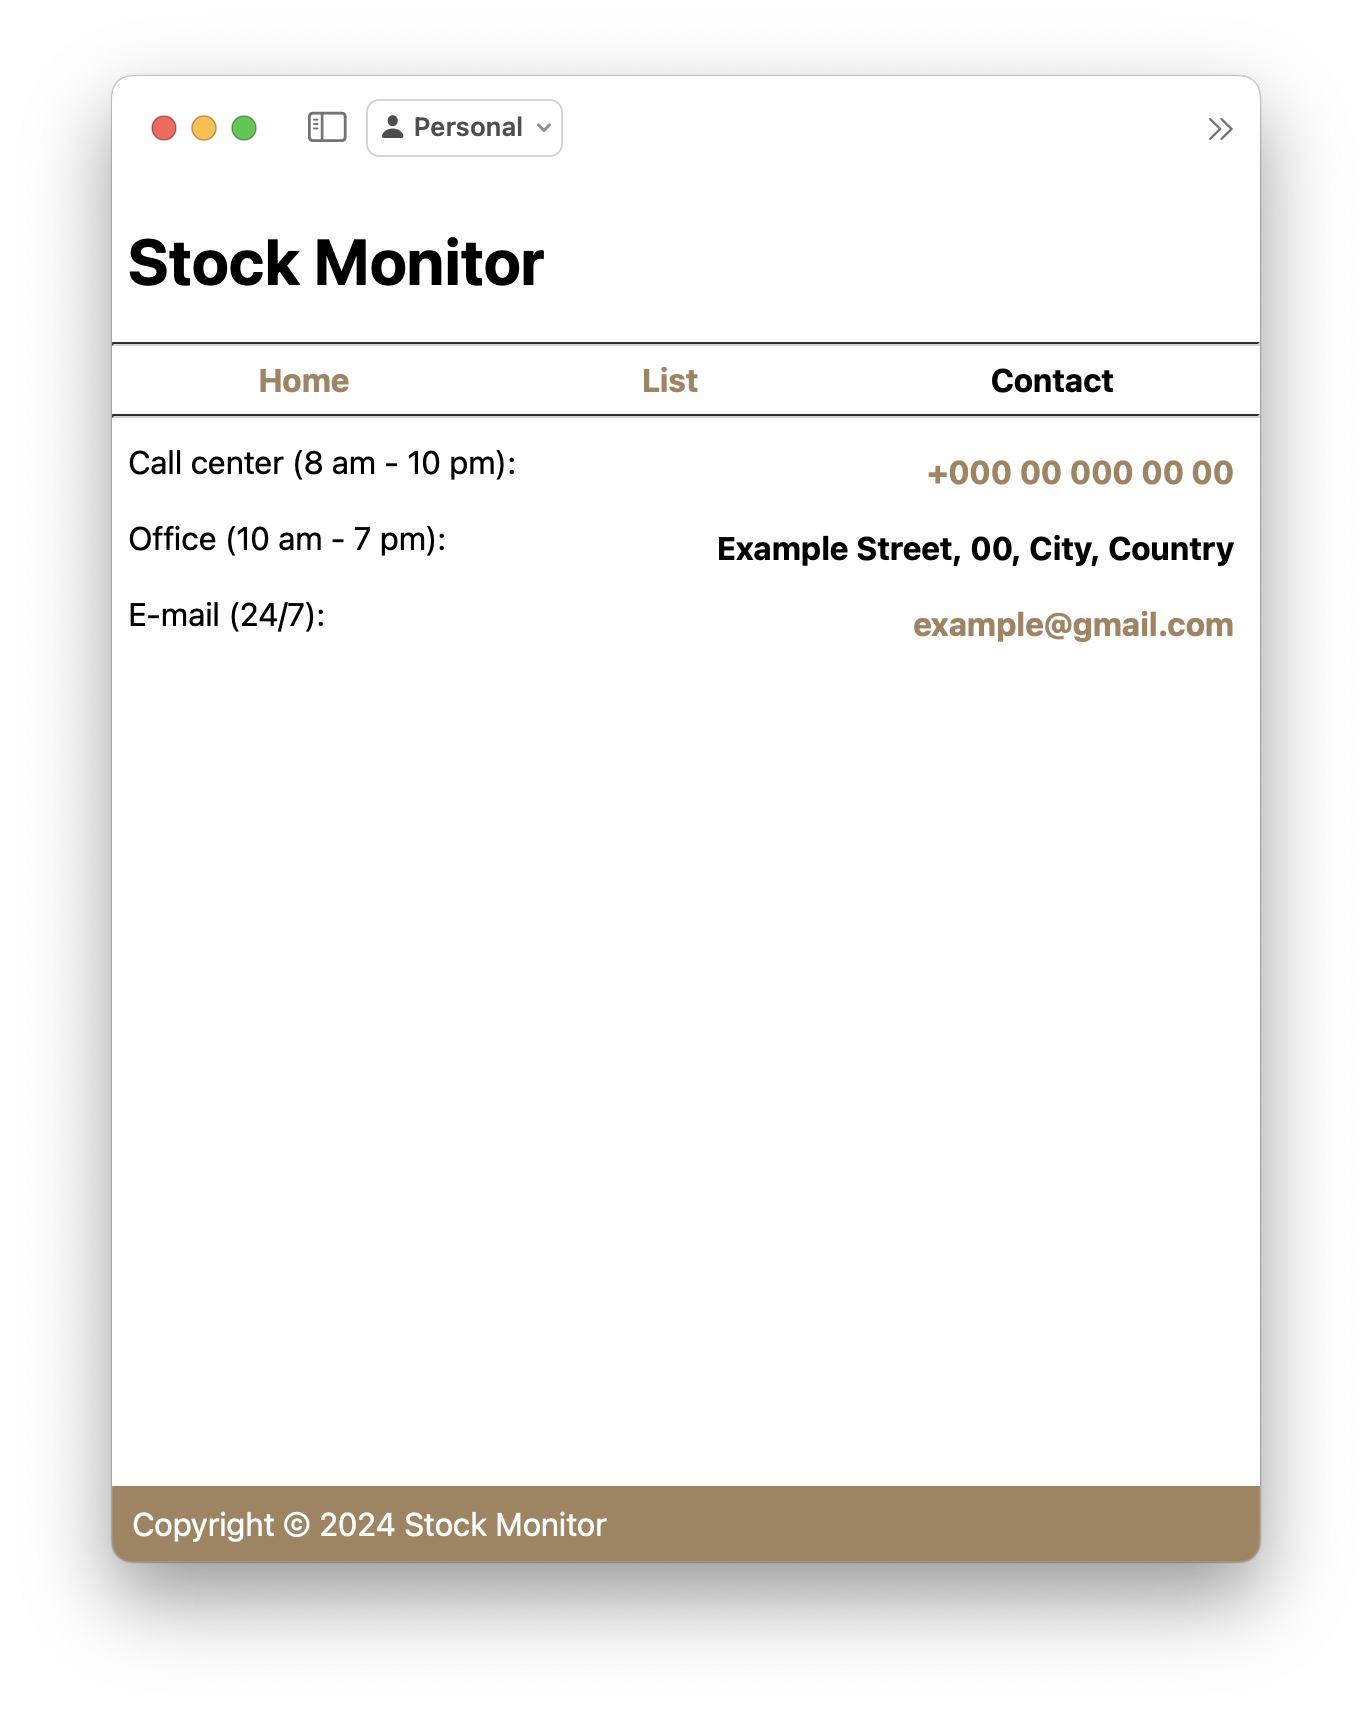 Personal
Stock Monitor
Home List Contact
Call center (8 am - 10 pm): +000 00 000 00 00
Office (10 am - 7 pm): Example Street, 00, City, Country
E-mail (24/7): example@gmail.com
Copyright © 2024 Stock Monitor